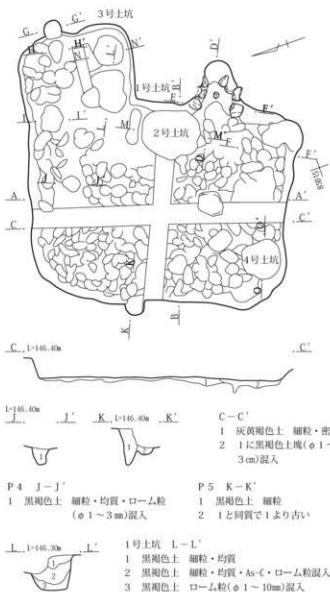 G G′ 3号土坑
H H′ N N′ L′
1号土坑 B′ D′
E E′
2号土坑
I I′ L M M′ F F′
J J′
A A′
C C′
4号土坑
K K′ B
C L=146.40m C′
L=146.40m
J J′ K L=146.40m K′
C-C′
1 灰黄褐色土 細粒・密
2 1に黒褐色土塊(φ1~
3cm)混入
P4 J-J′
1 黒褐色土 細粒・均質・ローム粒
(φ1~3mm)混入
P5 K-K′
1 黒褐色土 細粒
2 1と同質で1より古い
L L=146.30m L′
1号土坑 L-L′
1 黒褐色土 細粒・均質
2 黒褐色土 細粒・均質・As-C・ローム粒混入
3 黒褐色土 ローム粒(φ1~10mm)混入